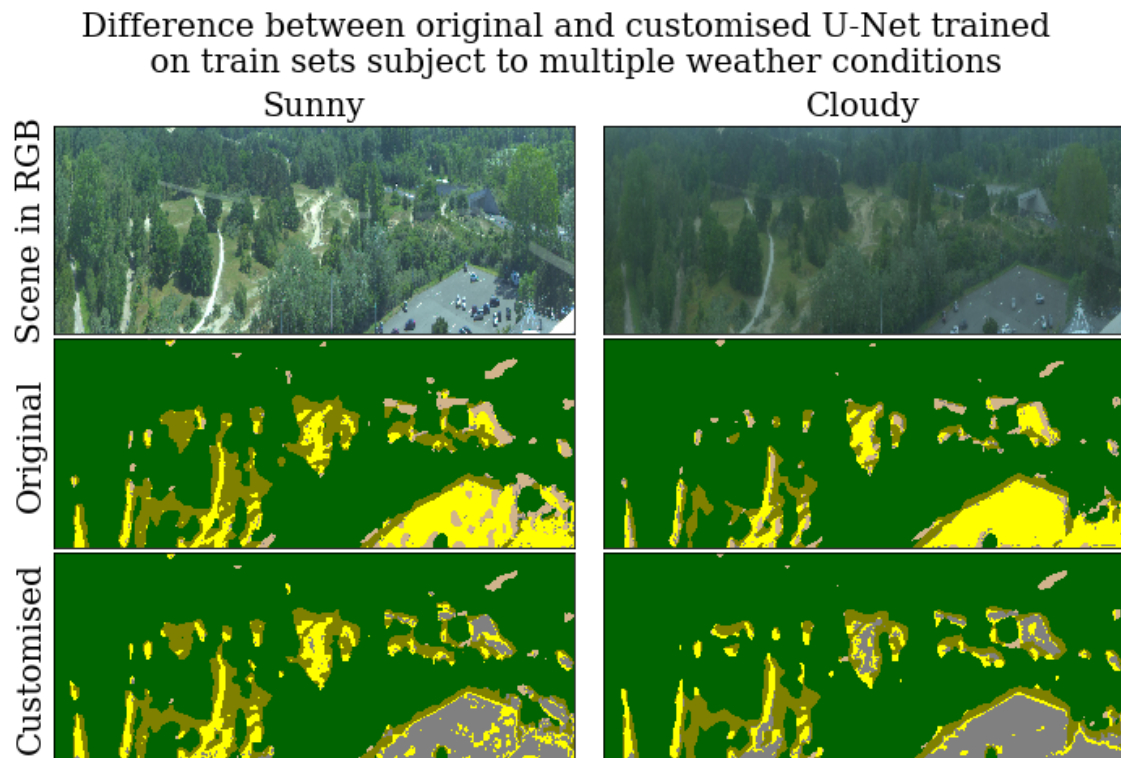 Difference between original and customised U-Net trained
on train sets subject to multiple weather conditions
Sunny
Cloudy
Scene in RGB
Original
Customised